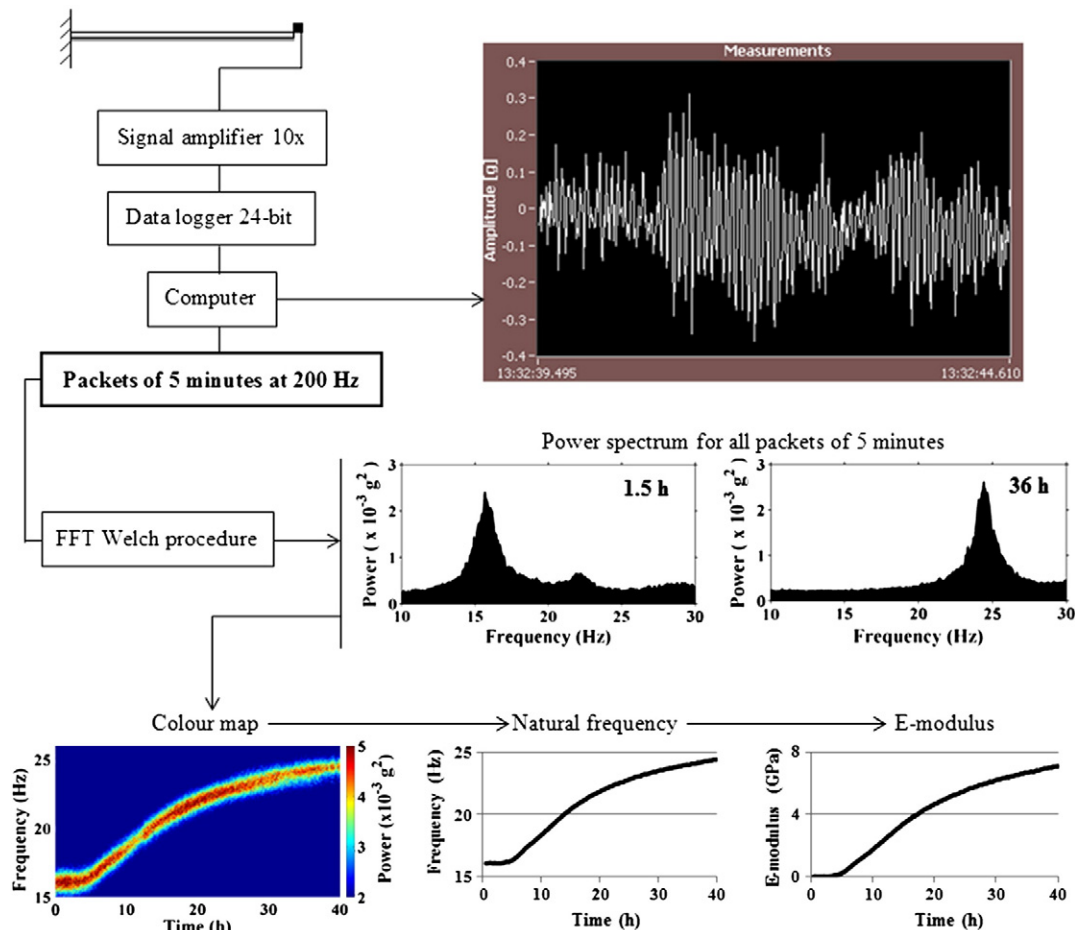 Measurements
0.4
0.3
0.2
0.1
0
-0.1
-0.2
-0.3
-0.4
Amplitude [g]
13:32:39.495
13:32:44.610
Signal amplifier 10x
Data logger 24-bit
Computer
Packets of 5 minutes at 200 Hz
FFT Welch procedure
Power spectrum for all packets of 5 minutes
Power ( x 10⁻³ g²)
3
2
1
0
1.5 h
10 15 20 25 30
Frequency (Hz)
Power ( x 10⁻³ g²)
3
2
1
0
36 h
10 15 20 25 30
Frequency (Hz)
Colour map
Natural frequency
E-modulus
Frequency (Hz)
25
20
15
0 10 20 30 40
Time (h)
5
4
3
2
Power (x10⁻³ g²)
Frequency (Hz)
25
20
15
0 10 20 30 40
Time (h)
E-modulus (GPa)
8
4
0
0 10 20 30 40
Time (h)